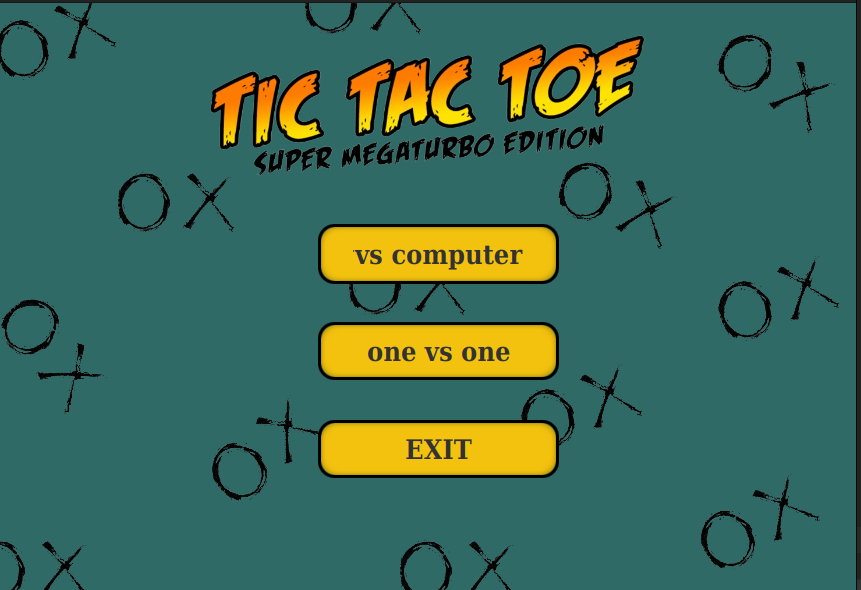 TIC TAC TOE
SUPER MEGATURBO EDITION
vs computer
one vs one
EXIT